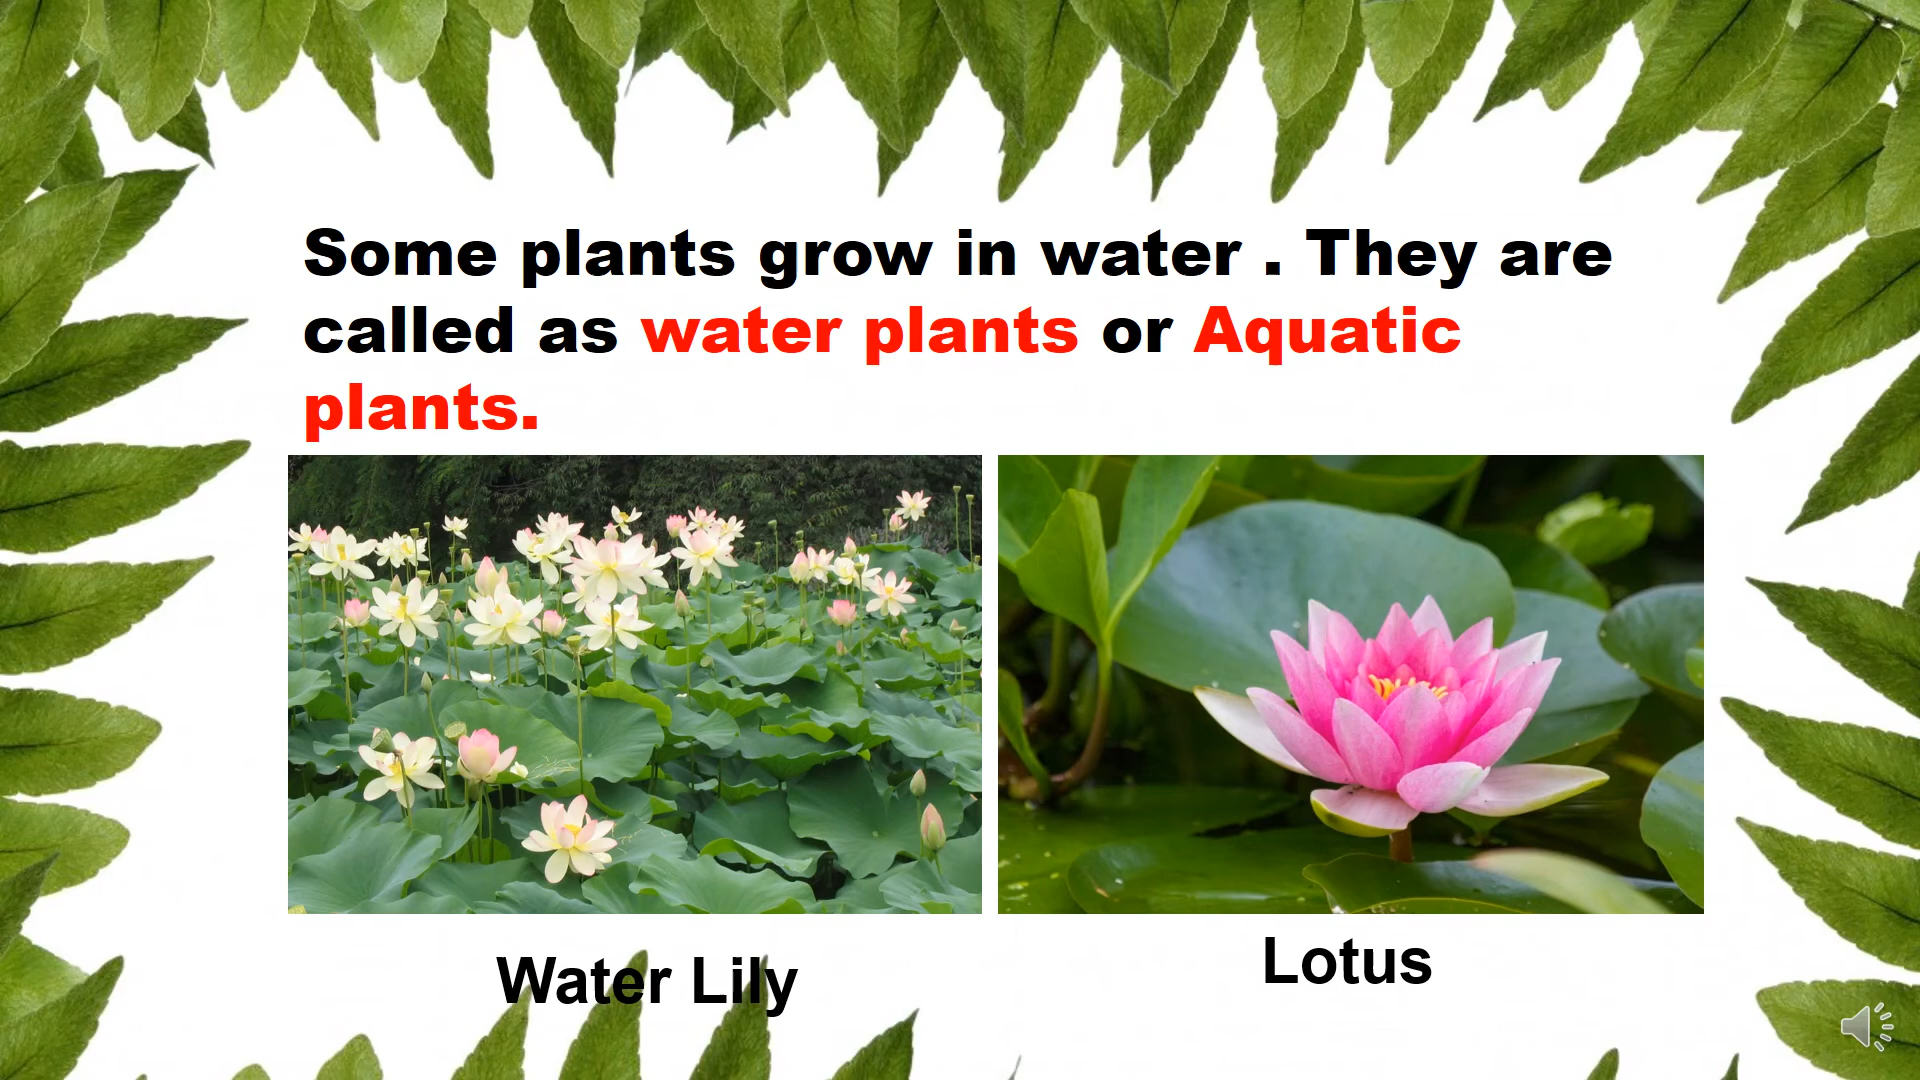 Some plants grow in water . They are
called as water plants or Aquatic
plants.
Water Lily
Lotus